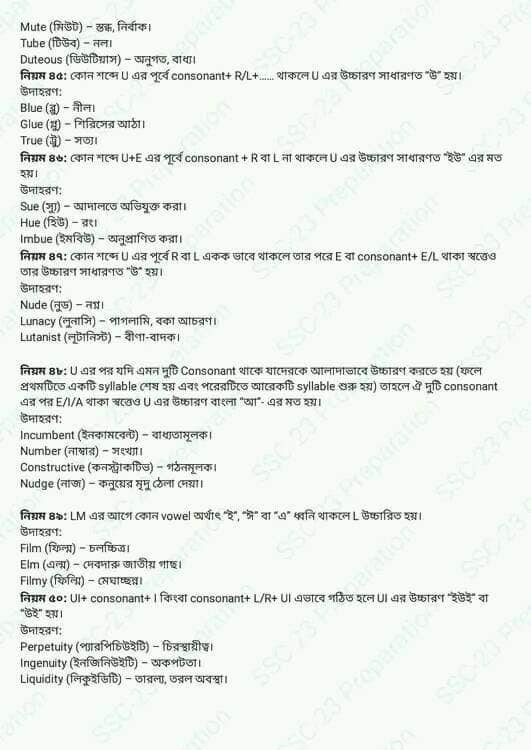 Mute (মিউট) – স্তব্ধ, নির্বাক।
Tube (টিউব) – নল।
Duteous (ডিউটিয়াস) – অনুগত, বাধ্য।
নিয়ম ৪৫: কোন শব্দে U এর পূর্বে consonant+ R/L+...... থাকলে U এর উচ্চারণ সাধারণত "উ" হয়।
উদাহরণ:
Blue (ব্লু) – নীল।
Glue (গ্লু) – শিরিসের আঠা।
True (ট্রু) – সত্য।
নিয়ম ৪৬: কোন শব্দে U+E এর পূর্বে consonant + R বা L না থাকলে U এর উচ্চারণ সাধারণত "ইউ" এর মত
হয়।
উদাহরণ:
Sue (স্যু) – আদালতে অভিযুক্ত করা।
Hue (হিউ) – রং।
Imbue (ইমবিউ) – অনুপ্রাণিত করা।
নিয়ম ৪৭: কোন শব্দে U এর পূর্বে R বা L একক ভাবে থাকলে তার পরে E বা consonant+ E/L থাকা স্বত্তেও
তার উচ্চারণ সাধারণত "উ" হয়।
উদাহরণ:
Nude (নুড) – নগ্ন।
Lunacy (লুনাসি) – পাগলামি, বকা আচরণ।
Lutanist (লূটানিস্ট) – বীণা-বাদক।
নিয়ম ৪৮: U এর পর যদি এমন দুটি Consonant থাকে যাদেরকে আলাদাভাবে উচ্চারণ করতে হয় (ফলে
প্রথমটিতে একটি syllable শেষ হয় এবং পরেরটিতে আরেকটি syllable শুরু হয়) তাহলে ঐ দুটি consonant
এর পর E/I/A থাকা স্বত্তেও U এর উচ্চারণ বাংলা "আ"- এর মত হয়।
উদাহরণ:
Incumbent (ইনকামবেন্ট) – বাধ্যতামূলক।
Number (নাম্বার) – সংখ্যা।
Constructive (কনস্ট্রাকটিভ) – গঠনমূলক।
Nudge (নাজ) – কনুয়ের মৃদু ঠেলা দেয়া।
নিয়ম ৪৯: LM এর আগে কোন vowel অর্থাৎ "ই", "ঈ" বা "এ" ধ্বনি থাকলে L উচ্চারিত হয়।
উদাহরণ:
Film (ফিল্ম) – চলচ্চিত্র।
Elm (এল্ম) – দেবদারু জাতীয় গাছ।
Filmy (ফিল্মি) – মেঘাচ্ছন্ন।
নিয়ম ৫০: UI+ consonant+ I কিংবা consonant+ L/R+ UI এভাবে গঠিত হলে UI এর উচ্চারণ "ইউই" বা
"উই" হয়।
উদাহরণ:
Perpetuity (প্যারপিচিউইটি) – চিরস্থায়ীত্ব।
Ingenuity (ইনজিনিউইটি) – অকপটতা।
Liquidity (লিকুইডিটি) – তারল্য, তরল অবস্থা।
SSC-23 Preparation